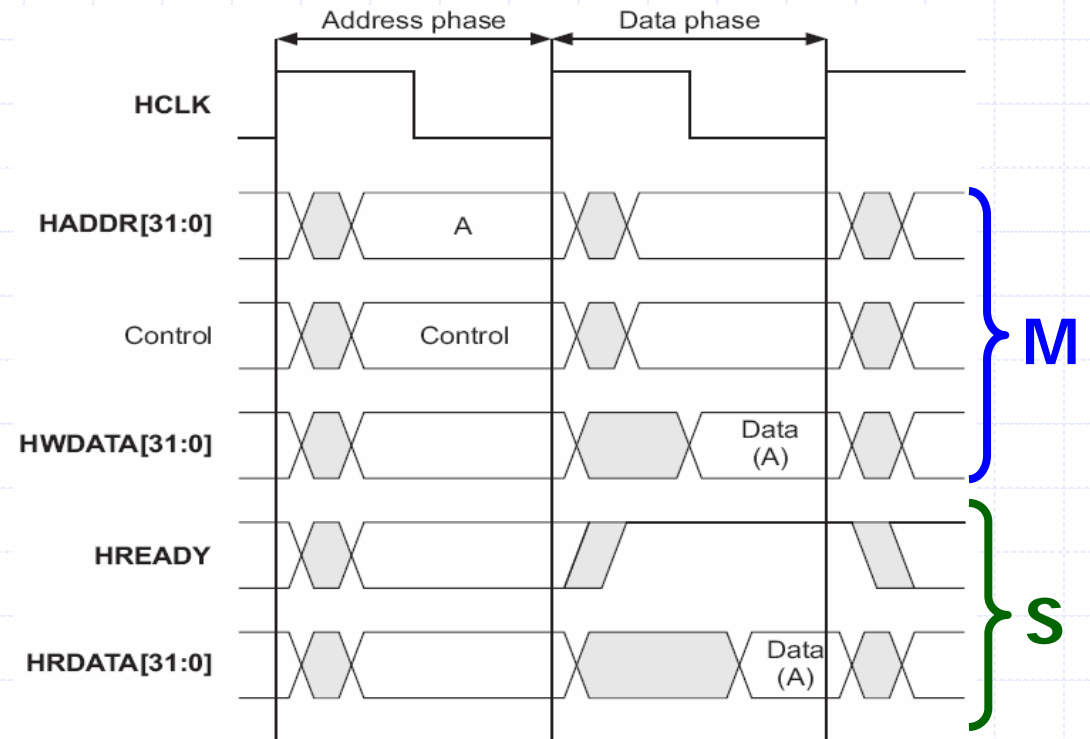 Address phase
Data phase
HCLK
HADDR[31:0]
A
Control
Control
M
HWDATA[31:0]
Data
(A)
HREADY
S
HRDATA[31:0]
Data
(A)